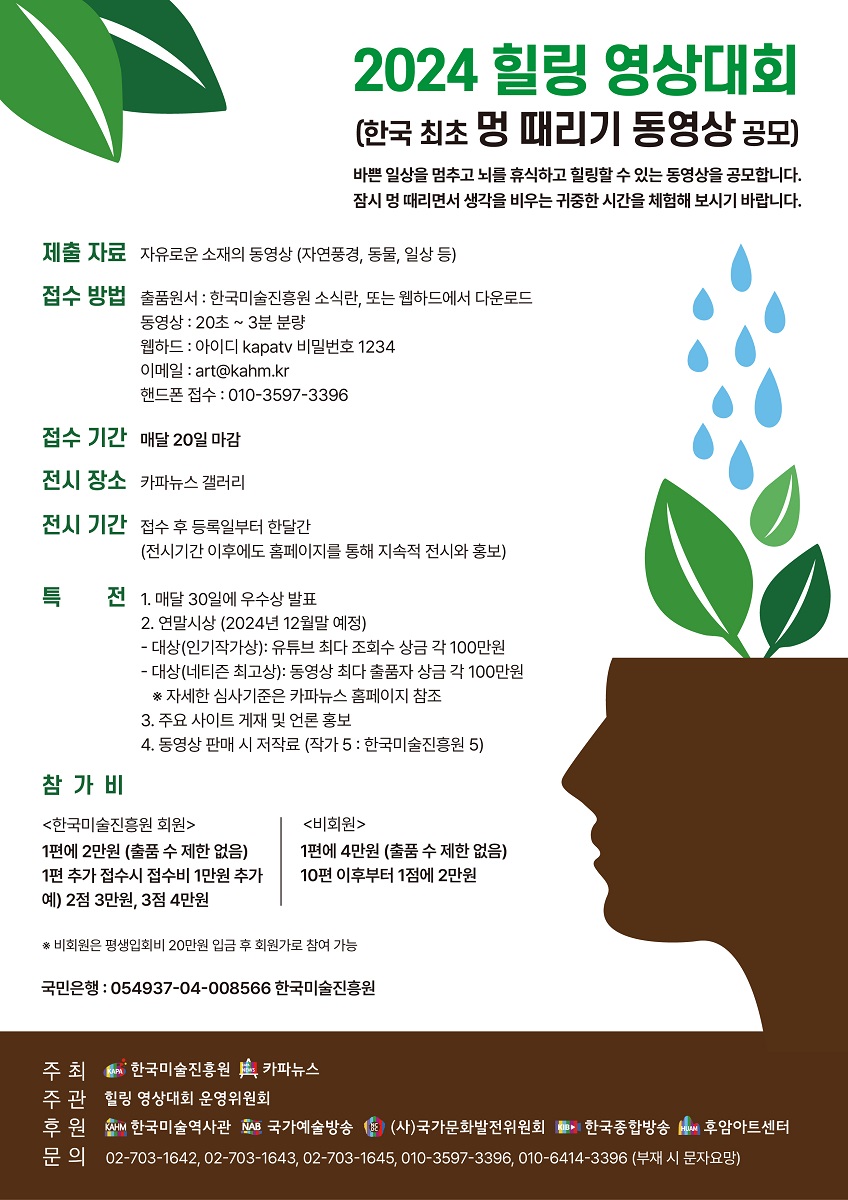 2024 힐링 영상대회
(한국 최초 멍 때리기 동영상 공모)
바쁜 일상을 멈추고 뇌를 휴식하고 힐링할 수 있는 동영상을 공모합니다.
잠시 멍 때리면서 생각을 비우는 귀중한 시간을 체험해 보시기 바랍니다.
제출 자료 자유로운 소재의 동영상 (자연풍경, 동물, 일상 등)
접수 방법 출품원서 : 한국미술진흥원 소식란, 또는 웹하드에서 다운로드
동영상 : 20초 ~ 3분 분량
웹하드 : 아이디 kapatv 비밀번호 1234
이메일 : art@kahm.kr
핸드폰 접수 : 010-3597-3396
접수 기간 매달 20일 마감
전시 장소 카파뉴스 갤러리
전시 기간 접수 후 등록일부터 한달간
(전시기간 이후에도 홈페이지를 통해 지속적 전시와 홍보)
특 전 1. 매달 30일에 우수상 발표
2. 연말시상 (2024년 12월말 예정)
- 대상(인기작가상): 유튜브 최다 조회수 상금 각 100만원
- 대상(네티즌 최고상): 동영상 최다 출품자 상금 각 100만원
※ 자세한 심사기준은 카파뉴스 홈페이지 참조
3. 주요 사이트 게재 및 언론 홍보
4. 동영상 판매 시 저작료 (작가 5 : 한국미술진흥원 5)
참 가 비
<한국미술진흥원 회원>
1편에 2만원 (출품 수 제한 없음)
1편 추가 접수시 접수비 1만원 추가
예) 2점 3만원, 3점 4만원
<비회원>
1편에 4만원 (출품 수 제한 없음)
10편 이후부터 1점에 2만원
※ 비회원은 평생입회비 20만원 입금 후 회원가로 참여 가능
국민은행 : 054937-04-008566 한국미술진흥원
주 최 KAPA 한국미술진흥원 NEWS 카파뉴스
주 관 힐링 영상대회 운영위원회
후 원 KAHM 한국미술역사관 NAB 국가예술방송 (사)국가문화발전위원회 KIB 한국종합방송 HUAM 후암아트센터
문 의 02-703-1642, 02-703-1643, 02-703-1645, 010-3597-3396, 010-6414-3396 (부재 시 문자요망)